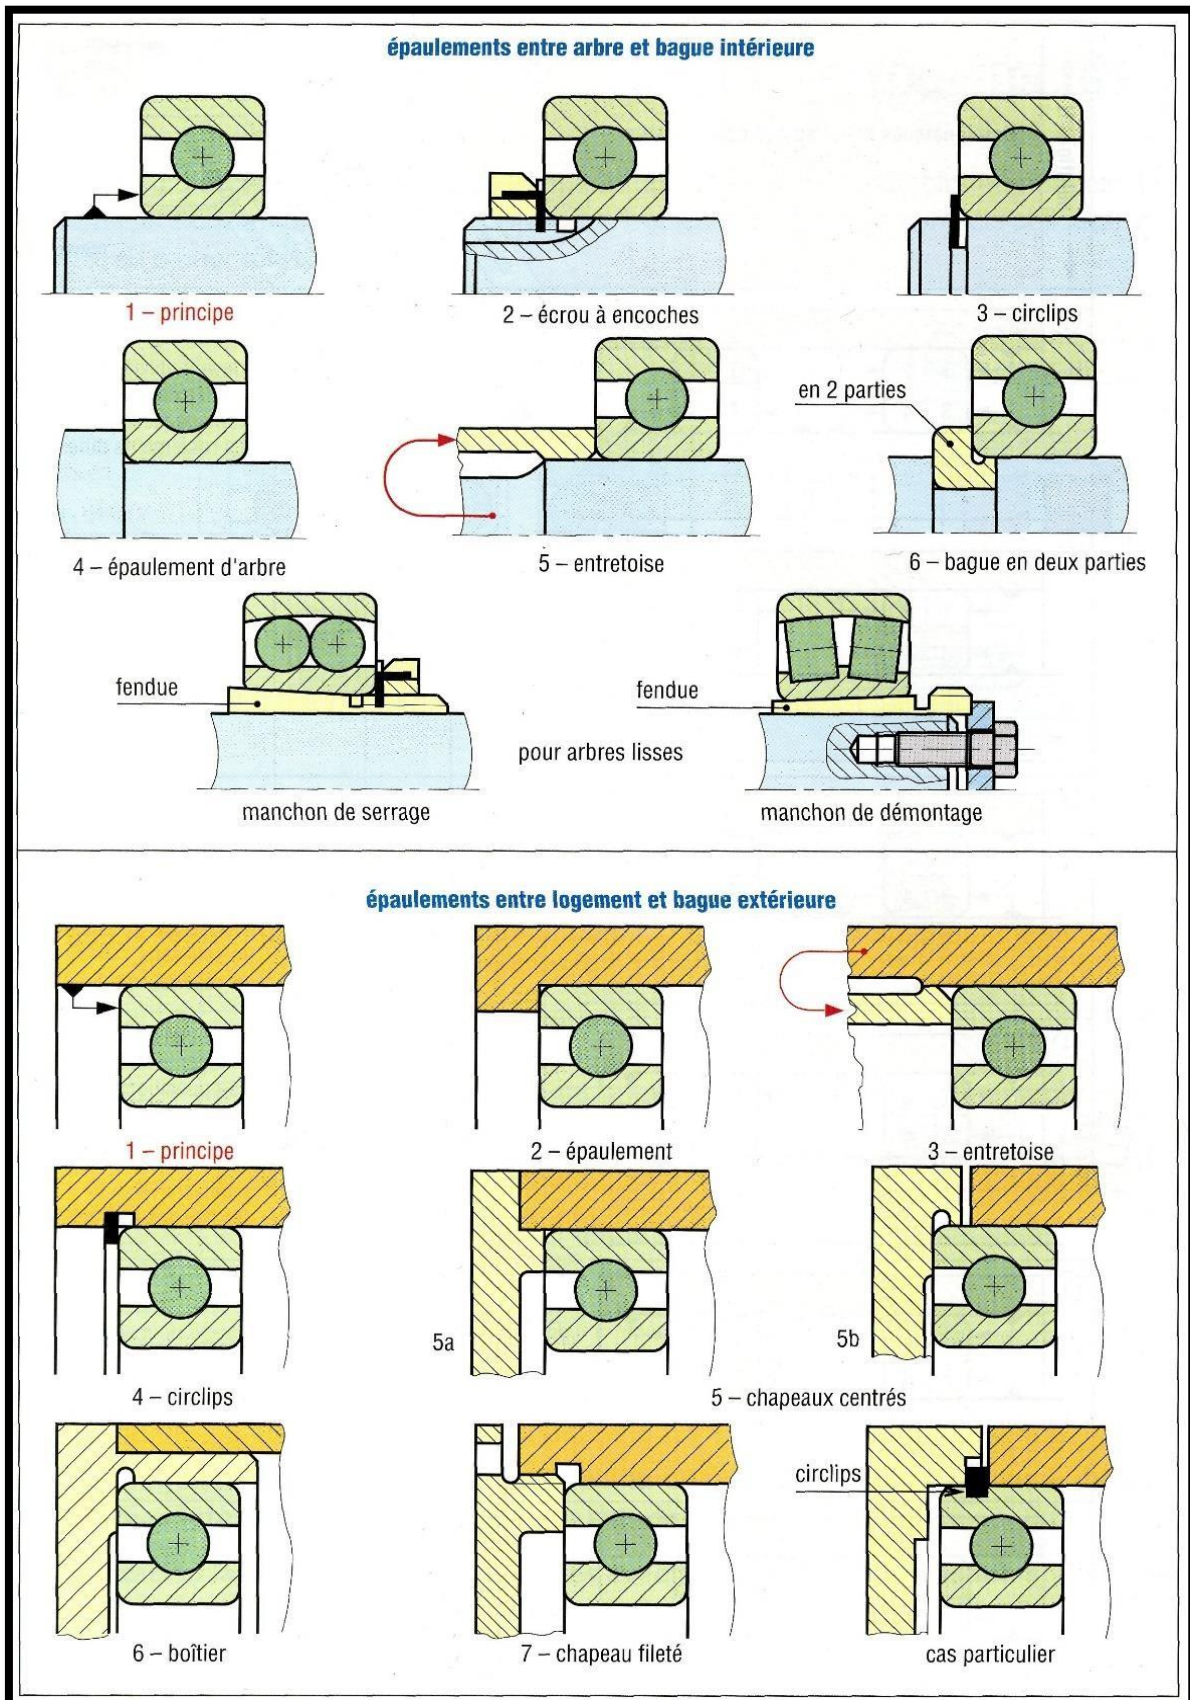 épaulements entre arbre et bague intérieure
1 – principe
2 – écrou à encoches
3 – circlips
en 2 parties
4 – épaulement d'arbre
5 – entretoise
6 – bague en deux parties
fendue
fendue
pour arbres lisses
manchon de serrage
manchon de démontage
épaulements entre logement et bague extérieure
1 – principe
2 – épaulement
3 – entretoise
4 – circlips
5a
5b
5 – chapeaux centrés
circlips
6 – boîtier
7 – chapeau fileté
cas particulier